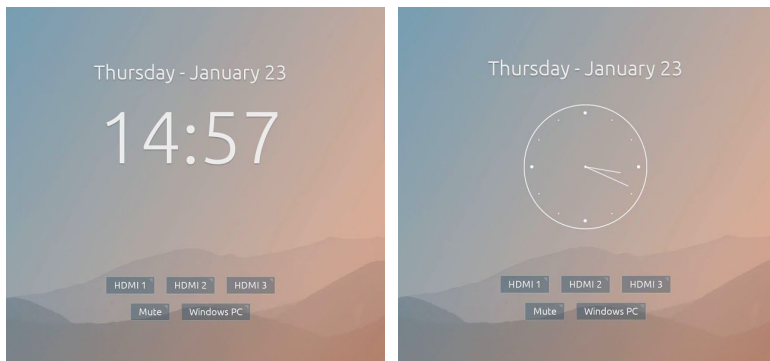 Thursday - January 23
14:57
HDMI 1 HDMI 2 HDMI 3
Mute Windows PC
Thursday - January 23
HDMI 1 HDMI 2 HDMI 3
Mute Windows PC